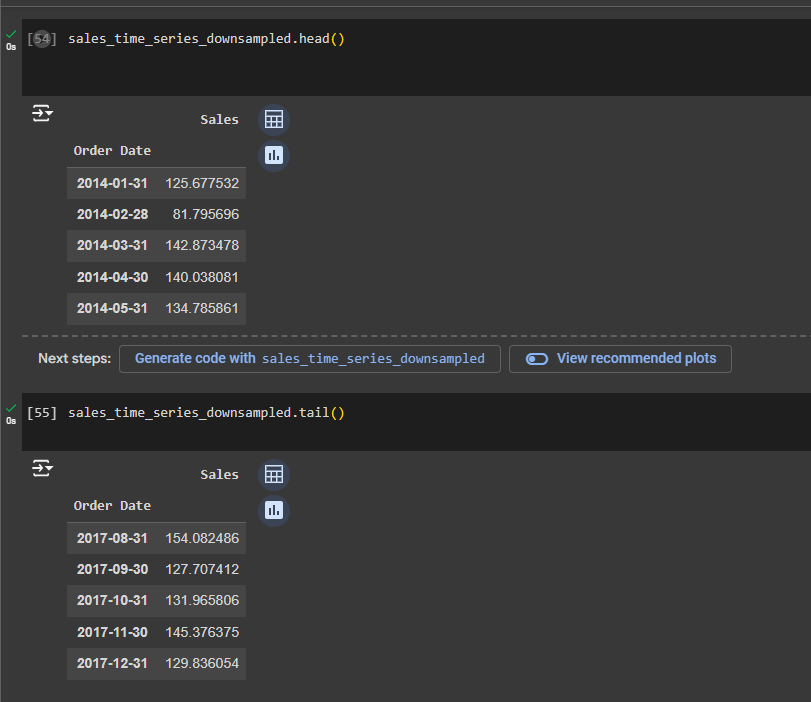 [54] sales_time_series_downsampled.head()
0s
Sales
Order Date
2014-01-31 125.677532
2014-02-28 81.795696
2014-03-31 142.873478
2014-04-30 140.038081
2014-05-31 134.785861
Next steps: Generate code with sales_time_series_downsampled View recommended plots
[55] sales_time_series_downsampled.tail()
0s
Sales
Order Date
2017-08-31 154.082486
2017-09-30 127.707412
2017-10-31 131.965806
2017-11-30 145.376375
2017-12-31 129.836054